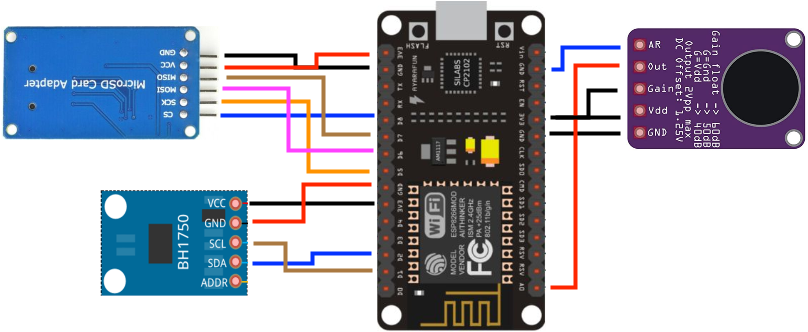 GND
VCC
MISO
MOSI
SCK
CS
MicroSD Card Adapter
BH1750
VCC
GND
SCL
SDA
ADDR
FLASH
RST
3V3
GND
TX
RX
D8
D7
D6
D5
GND
3V3
D4
D3
D2
D1
D0
AYARAFUN
SILABS
CP2102
AM1117
WiFi
MODEL
VENDOR
ESP8266MOD
AI-THINKER
ISM 2.4GHz
PA +25dBm
802.11b/g/n
FC
Vin
GND
RST
EN
3V3
GND
CLK
SD0
CMD
SD1
SD2
SD3
RSV
RSV
A0
AR
Out
Gain
Vdd
GND
Gain float -> 60dB
G=Gnd -> 50dB
G=Vdd -> 40dB
Output 2Vpp max
DC Offset: 1.25V